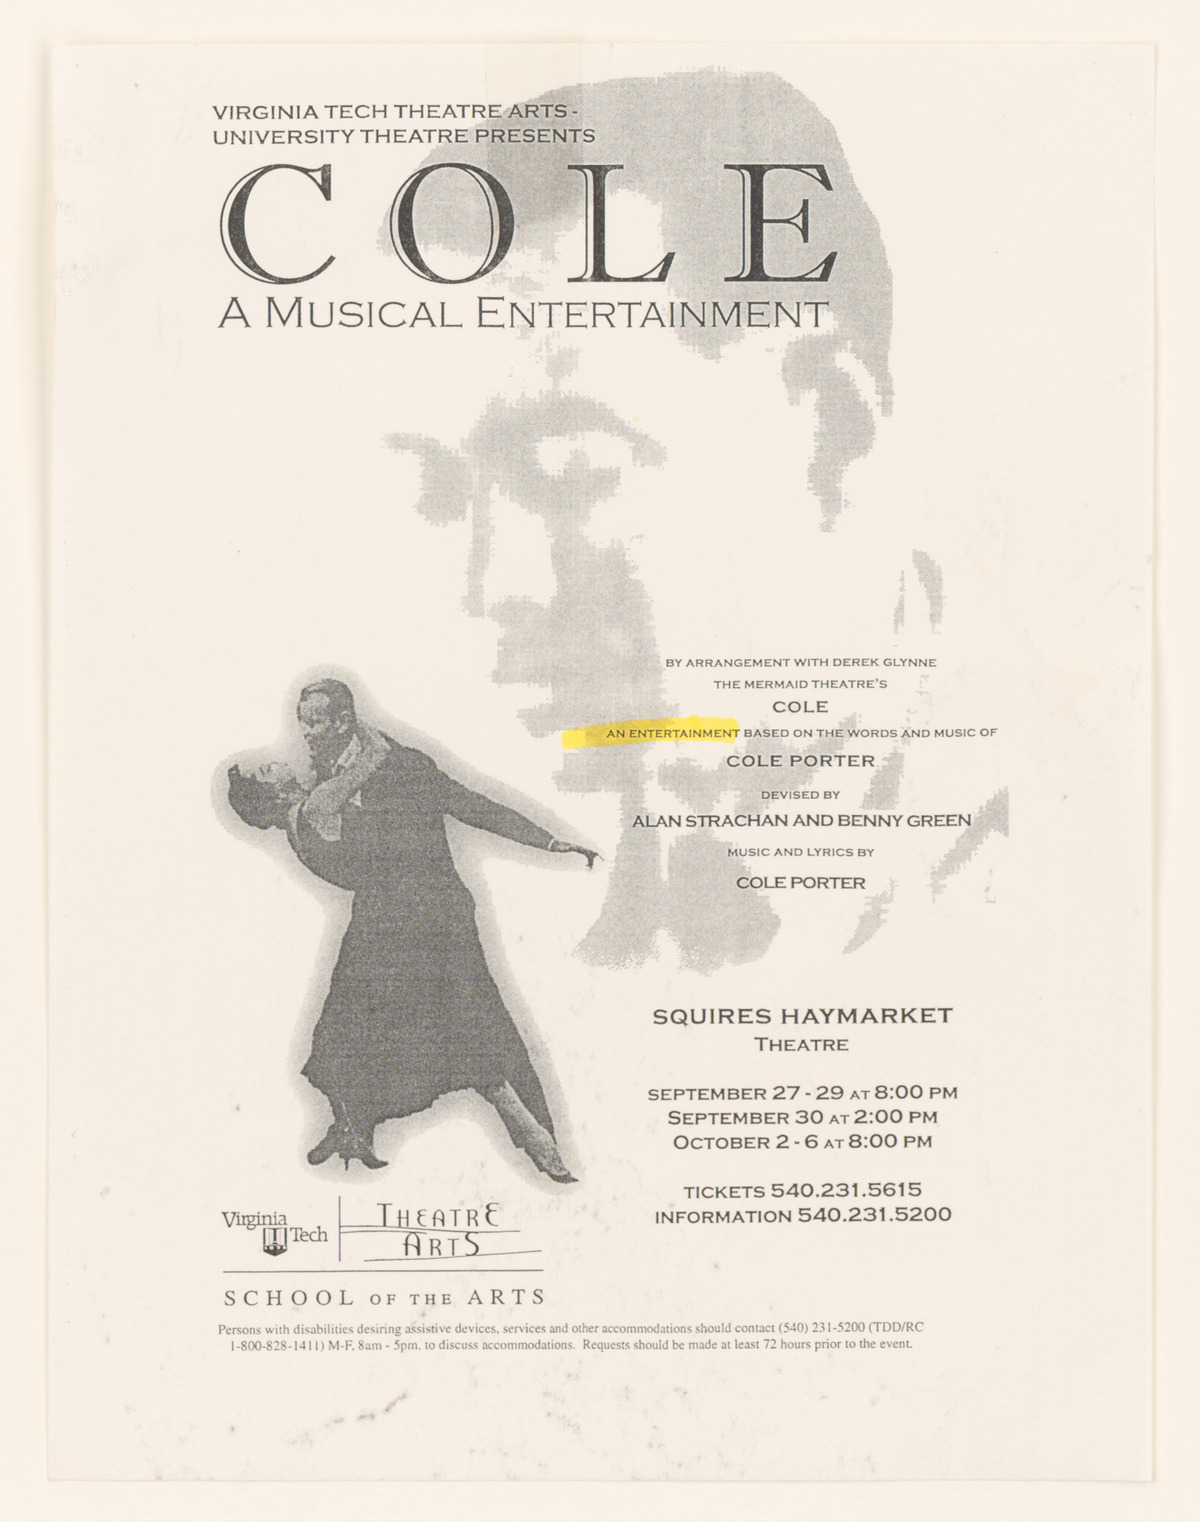 VIRGINIA TECH THEATRE ARTS -
UNIVERSITY THEATRE PRESENTS
COLE
A MUSICAL ENTERTAINMENT
BY ARRANGEMENT WITH DEREK GLYNNE
THE MERMAID THEATRE'S
COLE
AN ENTERTAINMENT BASED ON THE WORDS AND MUSIC OF
COLE PORTER
DEVISED BY
ALAN STRACHAN AND BENNY GREEN
MUSIC AND LYRICS BY
COLE PORTER
SQUIRES HAYMARKET
THEATRE
SEPTEMBER 27 - 29 AT 8:00 PM
SEPTEMBER 30 AT 2:00 PM
OCTOBER 2 - 6 AT 8:00 PM
TICKETS 540.231.5615
INFORMATION 540.231.5200
Virginia Tech
THEATRE
ARTS
SCHOOL OF THE ARTS
Persons with disabilities desiring assistive devices, services and other accommodations should contact (540) 231-5200 (TDD/RC
1-800-828-1411) M-F, 8am - 5pm, to discuss accommodations. Requests should be made at least 72 hours prior to the event.